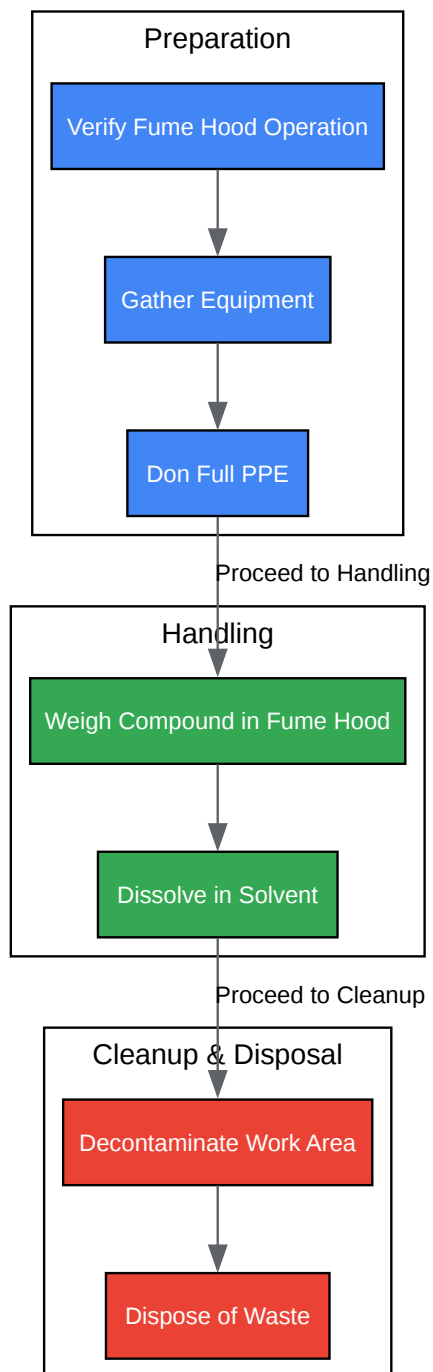 Preparation
Verify Fume Hood Operation
Gather Equipment
Don Full PPE
Proceed to Handling
Handling
Weigh Compound in Fume Hood
Dissolve in Solvent
Proceed to Cleanup
Cleanup & Disposal
Decontaminate Work Area
Dispose of Waste